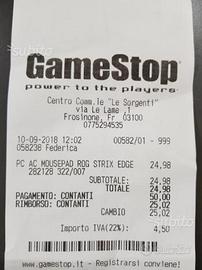 subito
GameStop
power to the players
Centro Comm.le "Le Sorgenti"
via Le Lame ,1
Frosinone, Fr 03100
0775294535
10-09-2018 12:02 00582/01 - 999
058238 Federica
PC AC MOUSEPAD ROG STRIX EDGE 24,98
282128 322/007
SUBTOTALE: 24,98
TOTALE 24,98
PAGAMENTO: CONTANTI 50,00
RIMBORSO: CONTANTI 25,02
CAMBIO 25,02
Importo IVA(22%): 4,50
www.gamestop.it
Registrati Conviene!
subito